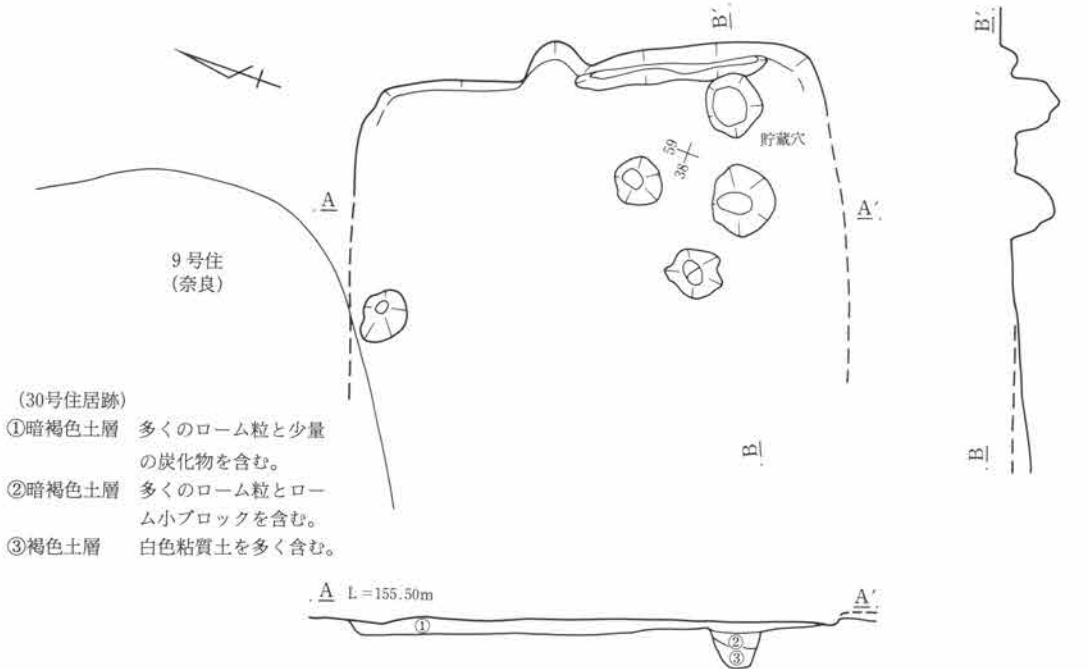 B′
B′
貯蔵穴
59
38
A
A′
9号住
(奈良)
(30号住居跡)
①暗褐色土層 多くのローム粒と少量
の炭化物を含む。
②暗褐色土層 多くのローム粒とロー
ム小ブロックを含む。
③褐色土層 白色粘質土を多く含む。
B
B
A L=155.50m
A′
①
②
③